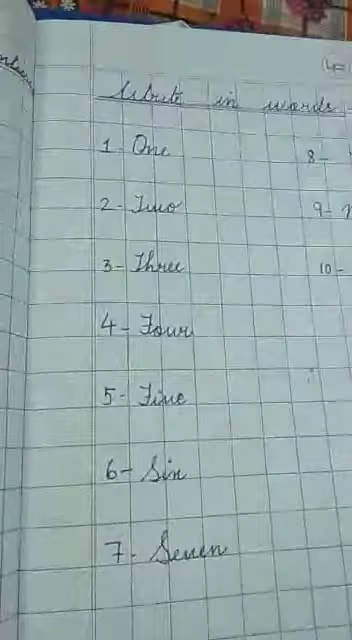 Write in words
1 - One
2 - Two
3 - Three
4 - Four
5 - Five
6 - Six
7 - Seven
8 -
9 -
10 -